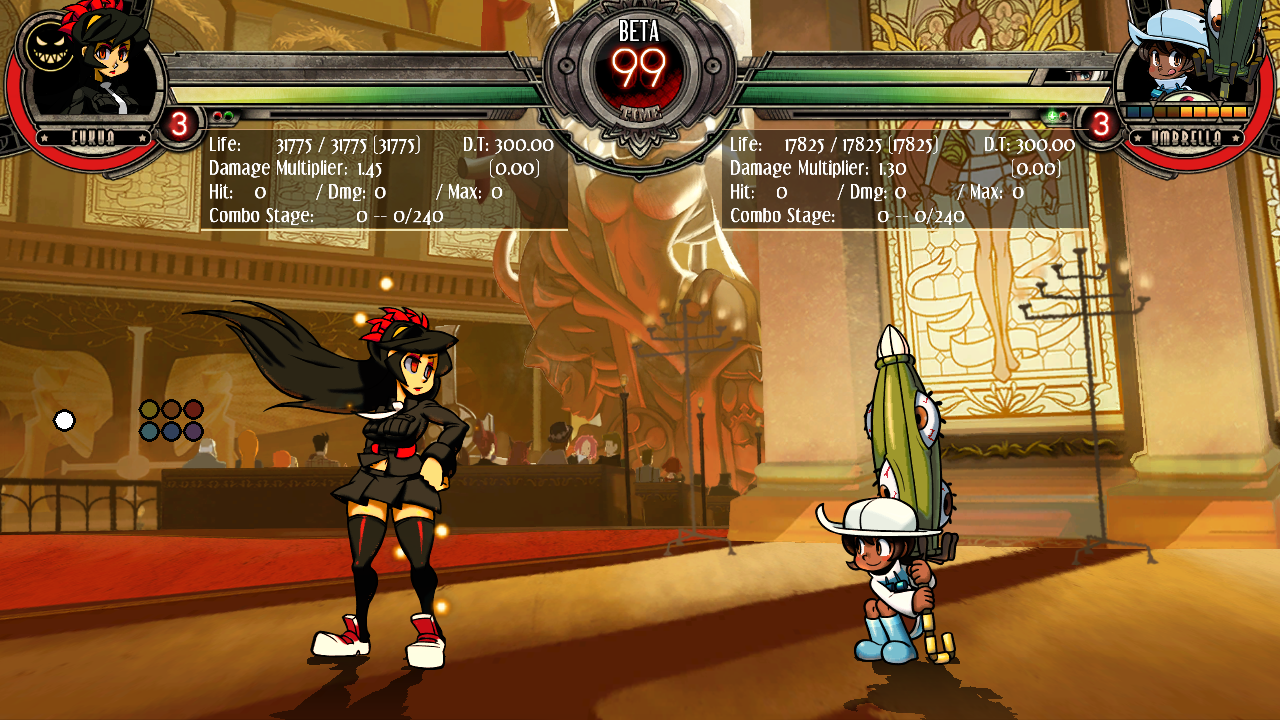 BETA
99
TIME
FUKUA
3
3
UMBRELLA
Life: 31775 / 31775 (31775) D.T: 300.00
Damage Multiplier: 1.45 (0.00)
Hit: 0 / Dmg: 0 / Max: 0
Combo Stage: 0 -- 0/240
Life: 17825 / 17825 (17825) D.T: 300.00
Damage Multiplier: 1.30 (0.00)
Hit: 0 / Dmg: 0 / Max: 0
Combo Stage: 0 -- 0/240